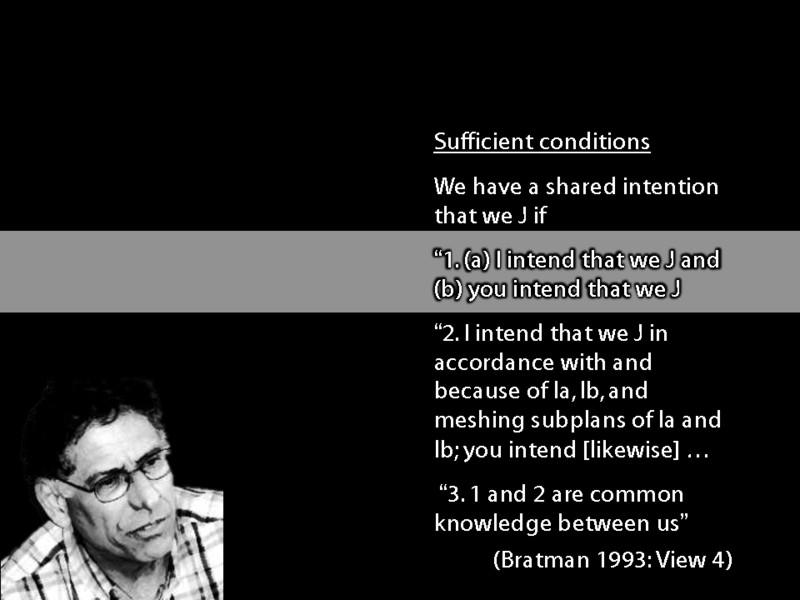 Sufficient conditions
We have a shared intention
that we J if
“1. (a) I intend that we J and
(b) you intend that we J
“2. I intend that we J in
accordance with and
because of la, lb, and
meshing subplans of la and
lb; you intend [likewise] …
“3. 1 and 2 are common
knowledge between us”
(Bratman 1993: View 4)